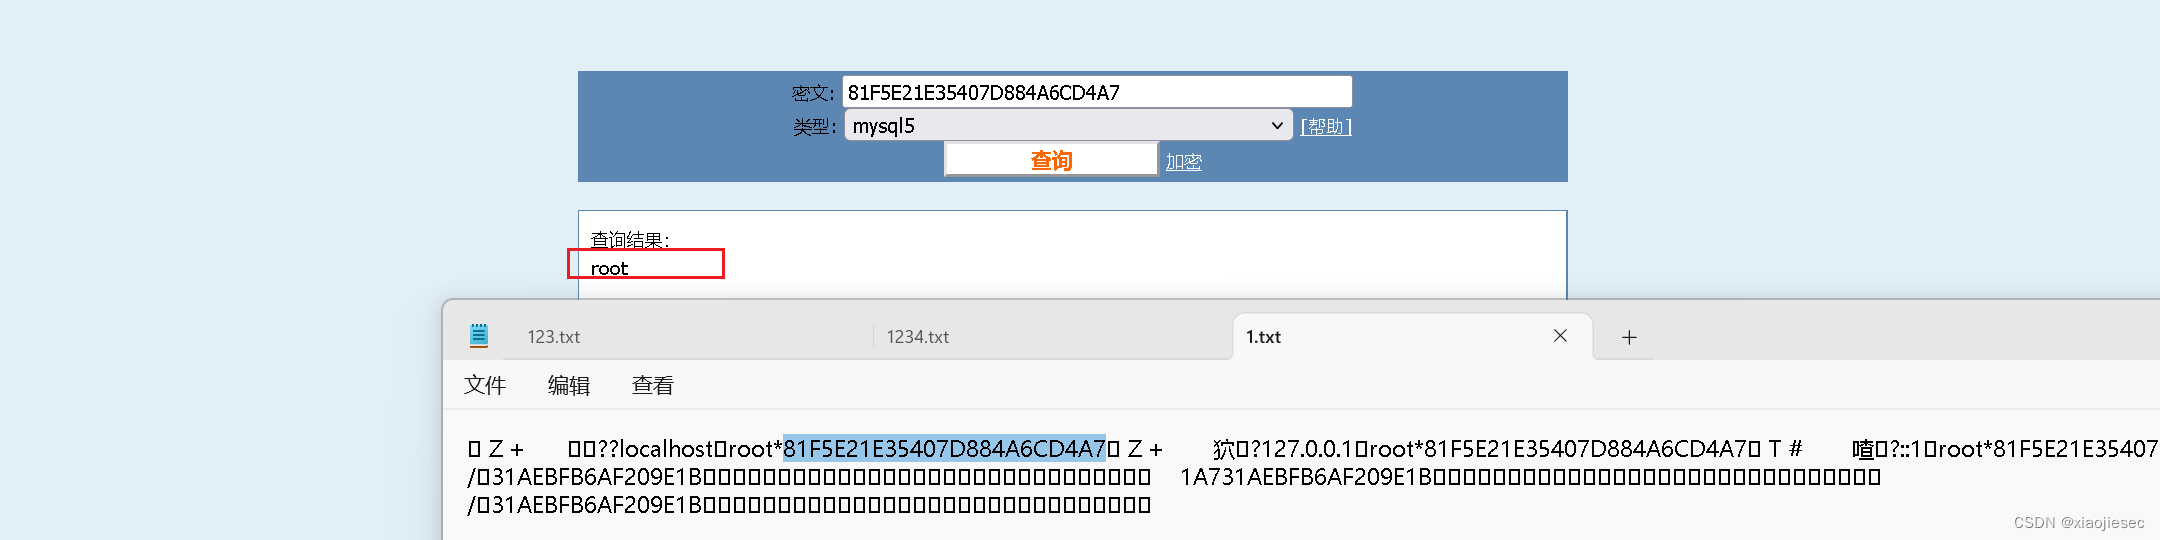 密文: 81F5E21E35407D884A6CD4A7
类型: mysql5 [帮助]
查询 加密
查询结果:
root
123.txt 1234.txt 1.txt
文件 编辑 查看
Z + ??localhost root*81F5E21E35407D884A6CD4A7 Z + ?127.0.0.1 root*81F5E21E35407D884A6CD4A7 T # 喳 ?::1 root*81F5E21E35407
/ 31AEBFB6AF209E1B 1A731AEBFB6AF209E1B
/ 31AEBFB6AF209E1B
CSDN @xiaojiesec